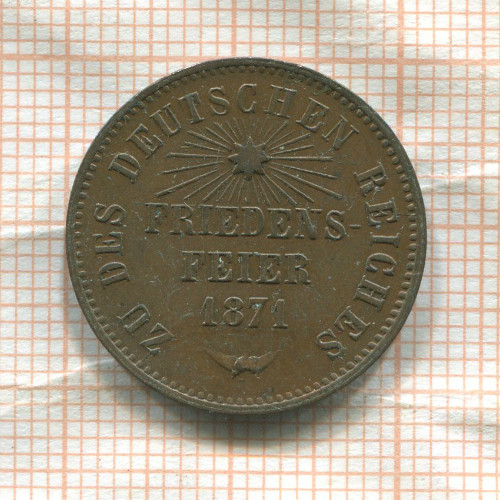 ZU DES DEUTSCHEN REICHES
FRIEDENS-
FEIER
1871